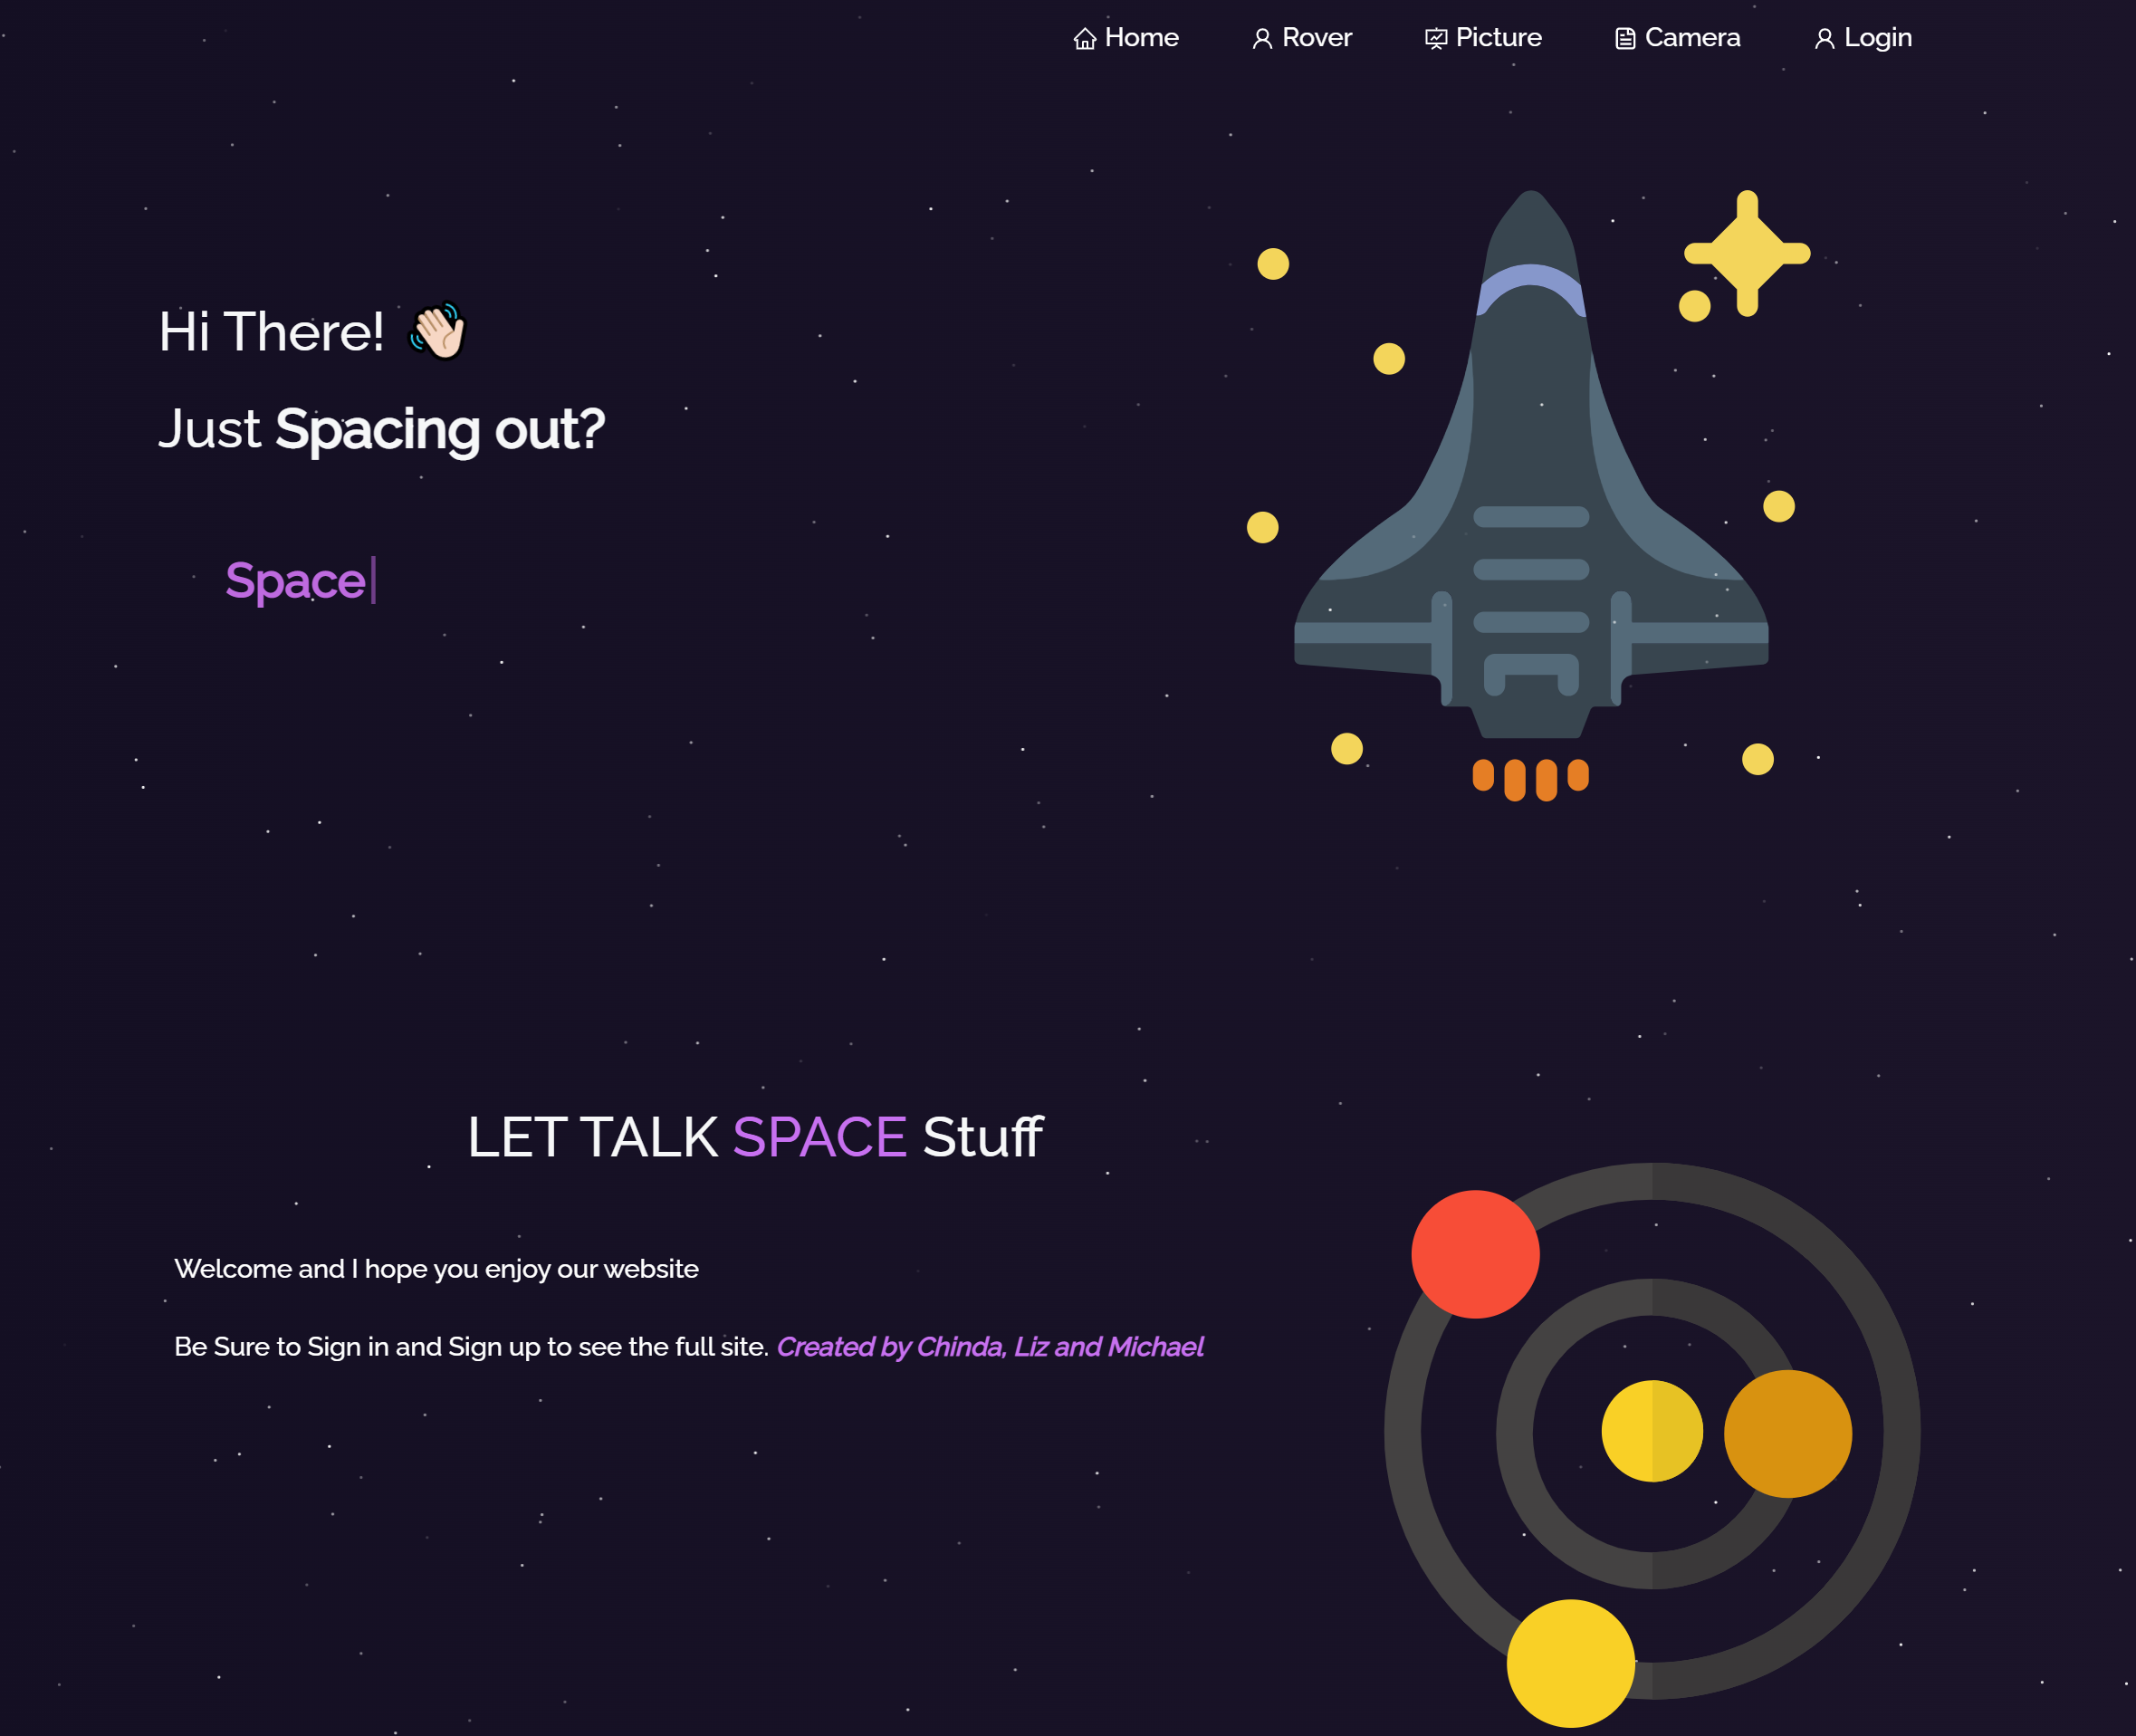 Home Rover Picture Camera Login
Hi There! 👋🏻
Just Spacing out?
Space|
LET TALK SPACE Stuff
Welcome and I hope you enjoy our website
Be Sure to Sign in and Sign up to see the full site. Created by Chinda, Liz and Michael